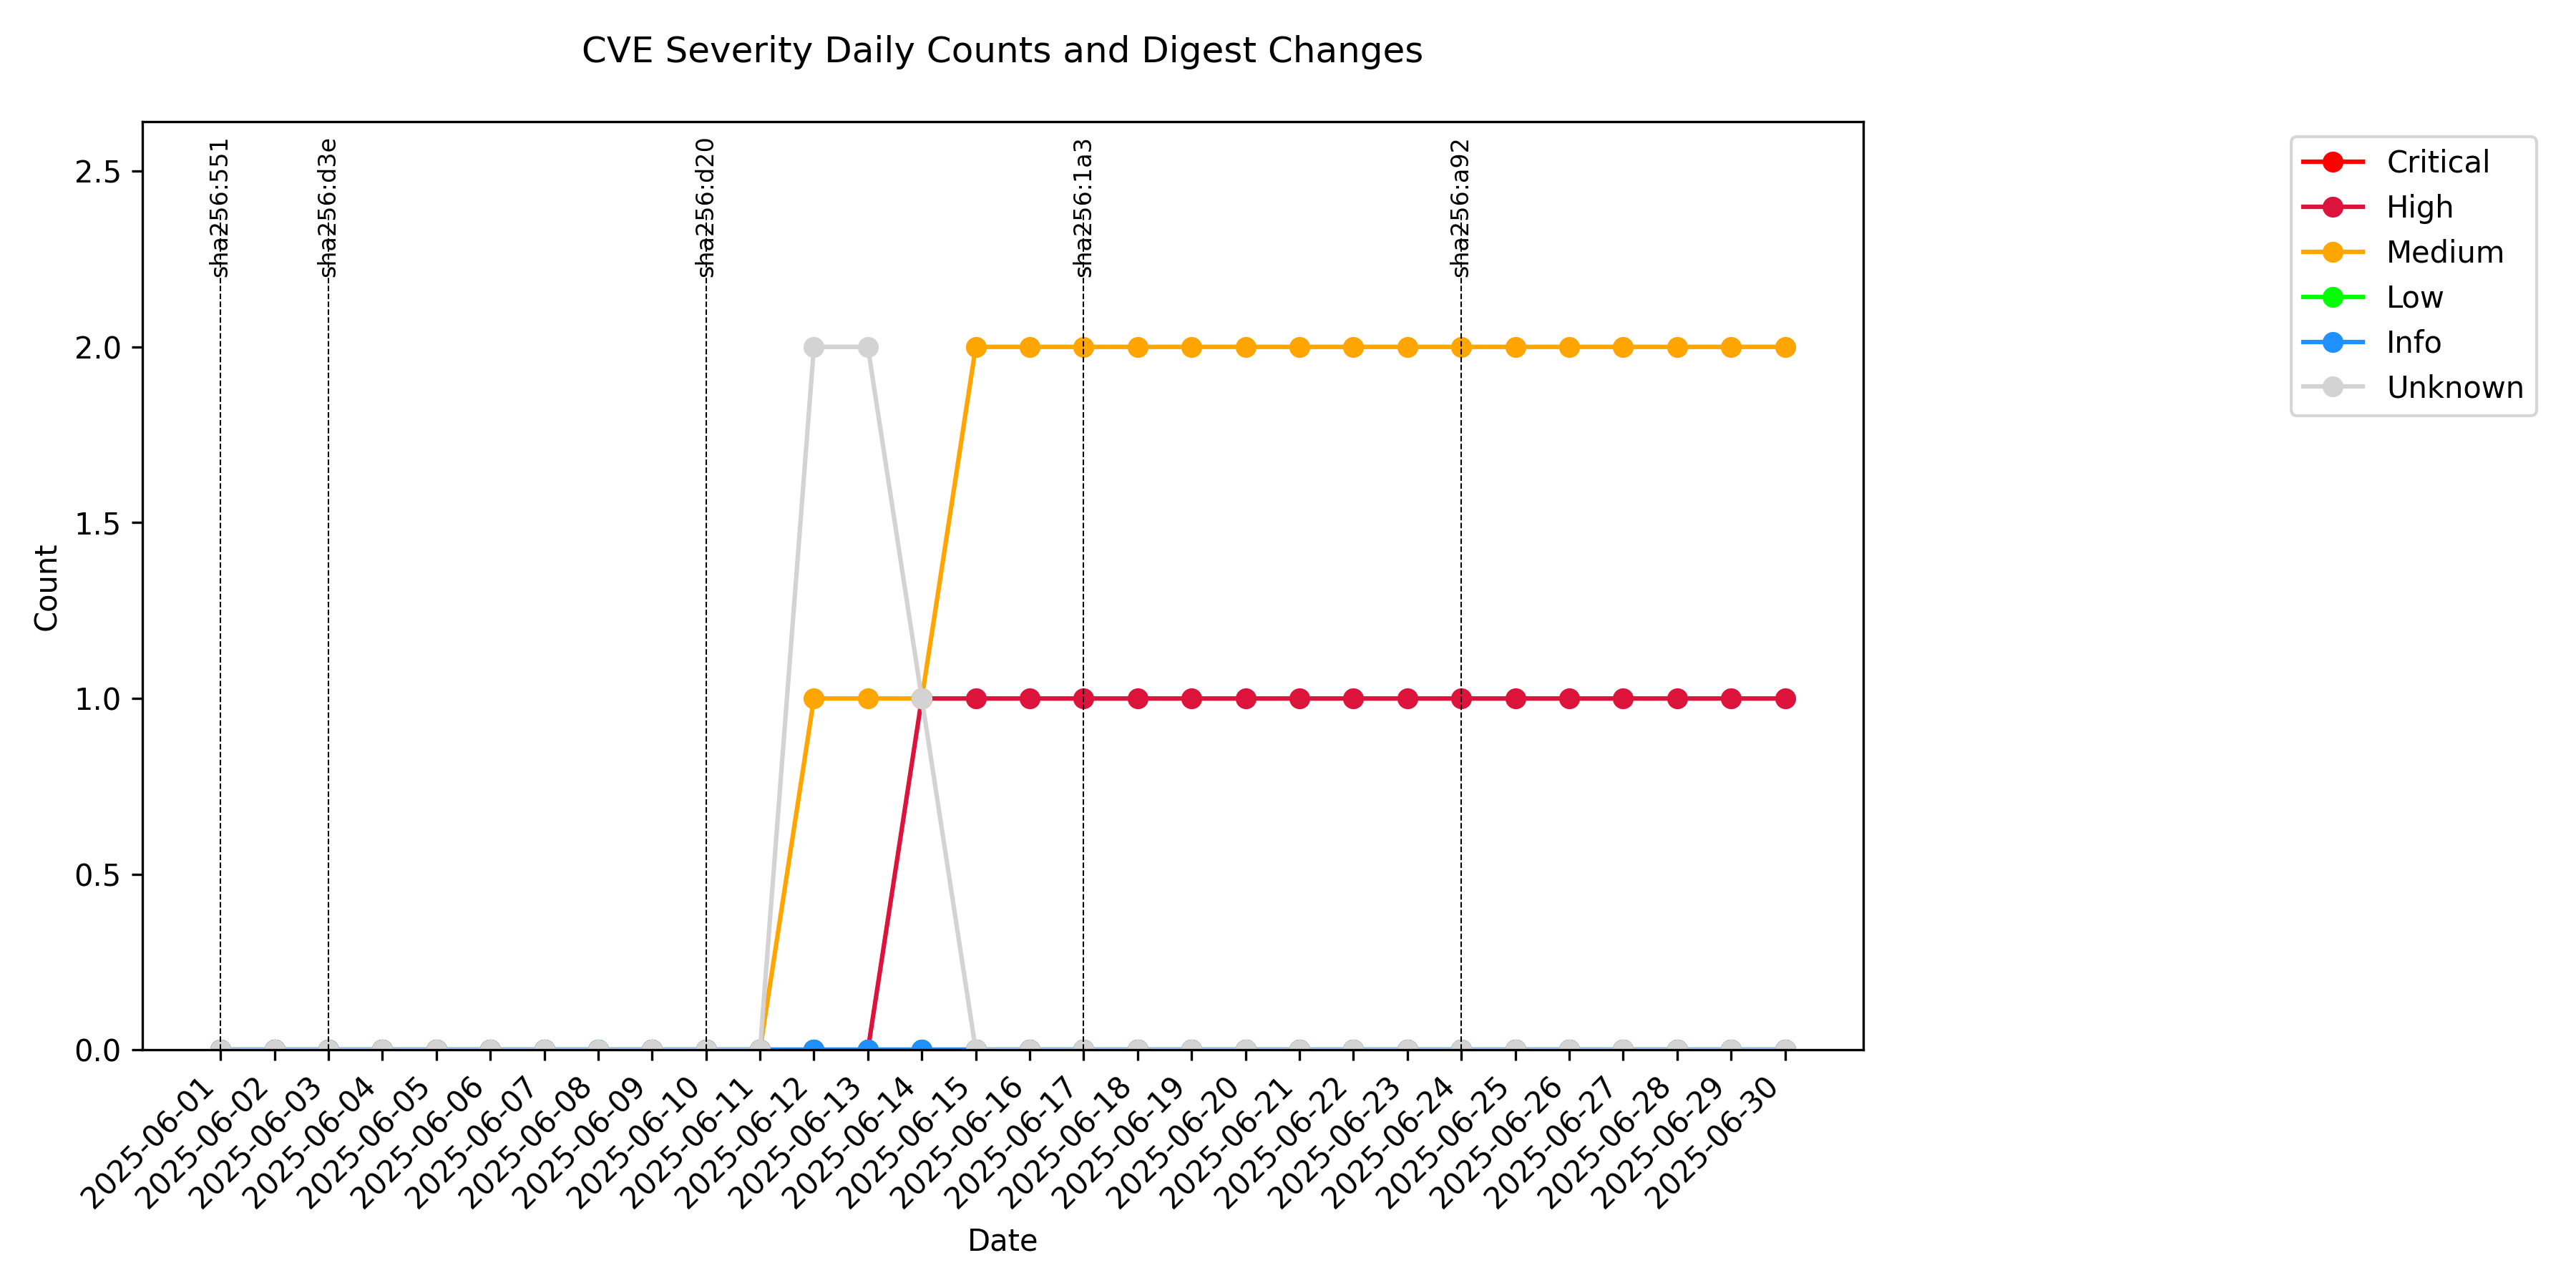 CVE Severity Daily Counts and Digest Changes
sha256:551
sha256:d3e
sha256:d20
sha256:1a3
sha256:a92
2.5
2.0
1.5
1.0
0.5
0.0
Count
Critical
High
Medium
Low
Info
Unknown
2025-06-01
2025-06-02
2025-06-03
2025-06-04
2025-06-05
2025-06-06
2025-06-07
2025-06-08
2025-06-09
2025-06-10
2025-06-11
2025-06-12
2025-06-13
2025-06-14
2025-06-15
2025-06-16
2025-06-17
2025-06-18
2025-06-19
2025-06-20
2025-06-21
2025-06-22
2025-06-23
2025-06-24
2025-06-25
2025-06-26
2025-06-27
2025-06-28
2025-06-29
2025-06-30
Date